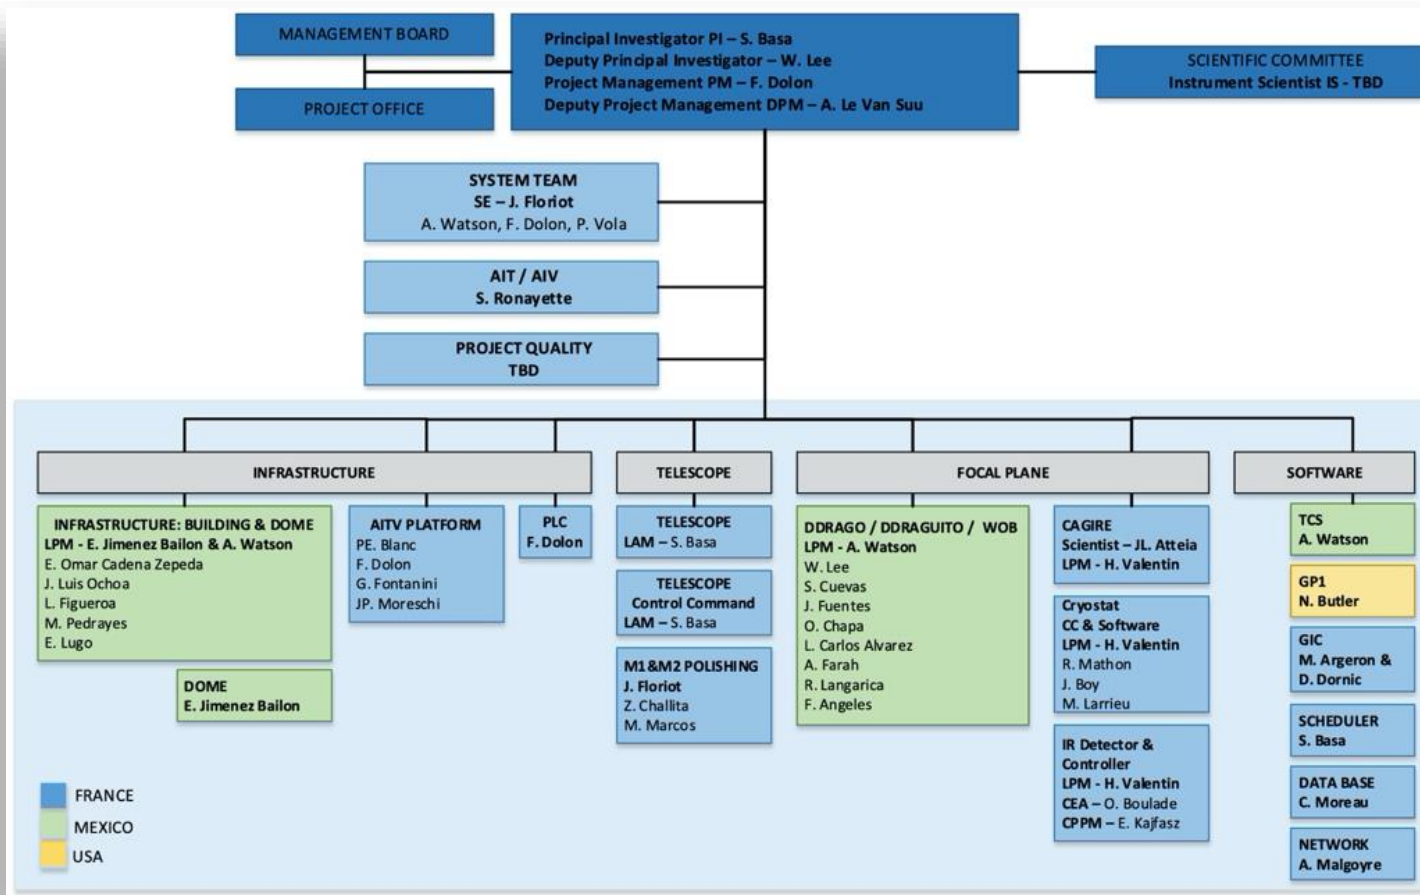 MANAGEMENT BOARD
PROJECT OFFICE
Principal Investigator PI – S. Basa
Deputy Principal Investigator – W. Lee
Project Management PM – F. Dolon
Deputy Project Management DPM – A. Le Van Suu
SCIENTIFIC COMMITTEE
Instrument Scientist IS - TBD
SYSTEM TEAM
SE – J. Floriot
A. Watson, F. Dolon, P. Vola
AIT / AIV
S. Ronayette
PROJECT QUALITY
TBD
INFRASTRUCTURE
INFRASTRUCTURE: BUILDING & DOME
LPM - E. Jimenez Bailon & A. Watson
E. Omar Cadena Zepeda
J. Luis Ochoa
L. Figueroa
M. Pedrayes
E. Lugo
DOME
E. Jimenez Bailon
AITV PLATFORM
PE. Blanc
F. Dolon
G. Fontanini
JP. Moreschi
PLC
F. Dolon
TELESCOPE
TELESCOPE
LAM – S. Basa
TELESCOPE
Control Command
LAM – S. Basa
M1&M2 POLISHING
J. Floriot
Z. Challita
M. Marcos
FOCAL PLANE
DDRAGO / DDRAGUITO / WOB
LPM - A. Watson
W. Lee
S. Cuevas
J. Fuentes
O. Chapa
L. Carlos Alvarez
A. Farah
R. Langarica
F. Angeles
CAGIRE
Scientist – JL. Atteia
LPM - H. Valentin
Cryostat
CC & Software
LPM - H. Valentin
R. Mathon
J. Boy
M. Larrieu
IR Detector &
Controller
LPM - H. Valentin
CEA – O. Boulade
CPPM – E. Kajfasz
SOFTWARE
TCS
A. Watson
GP1
N. Butler
GIC
M. Argeron &
D. Dornic
SCHEDULER
S. Basa
DATA BASE
C. Moreau
NETWORK
A. Malgoyre
FRANCE
MEXICO
USA